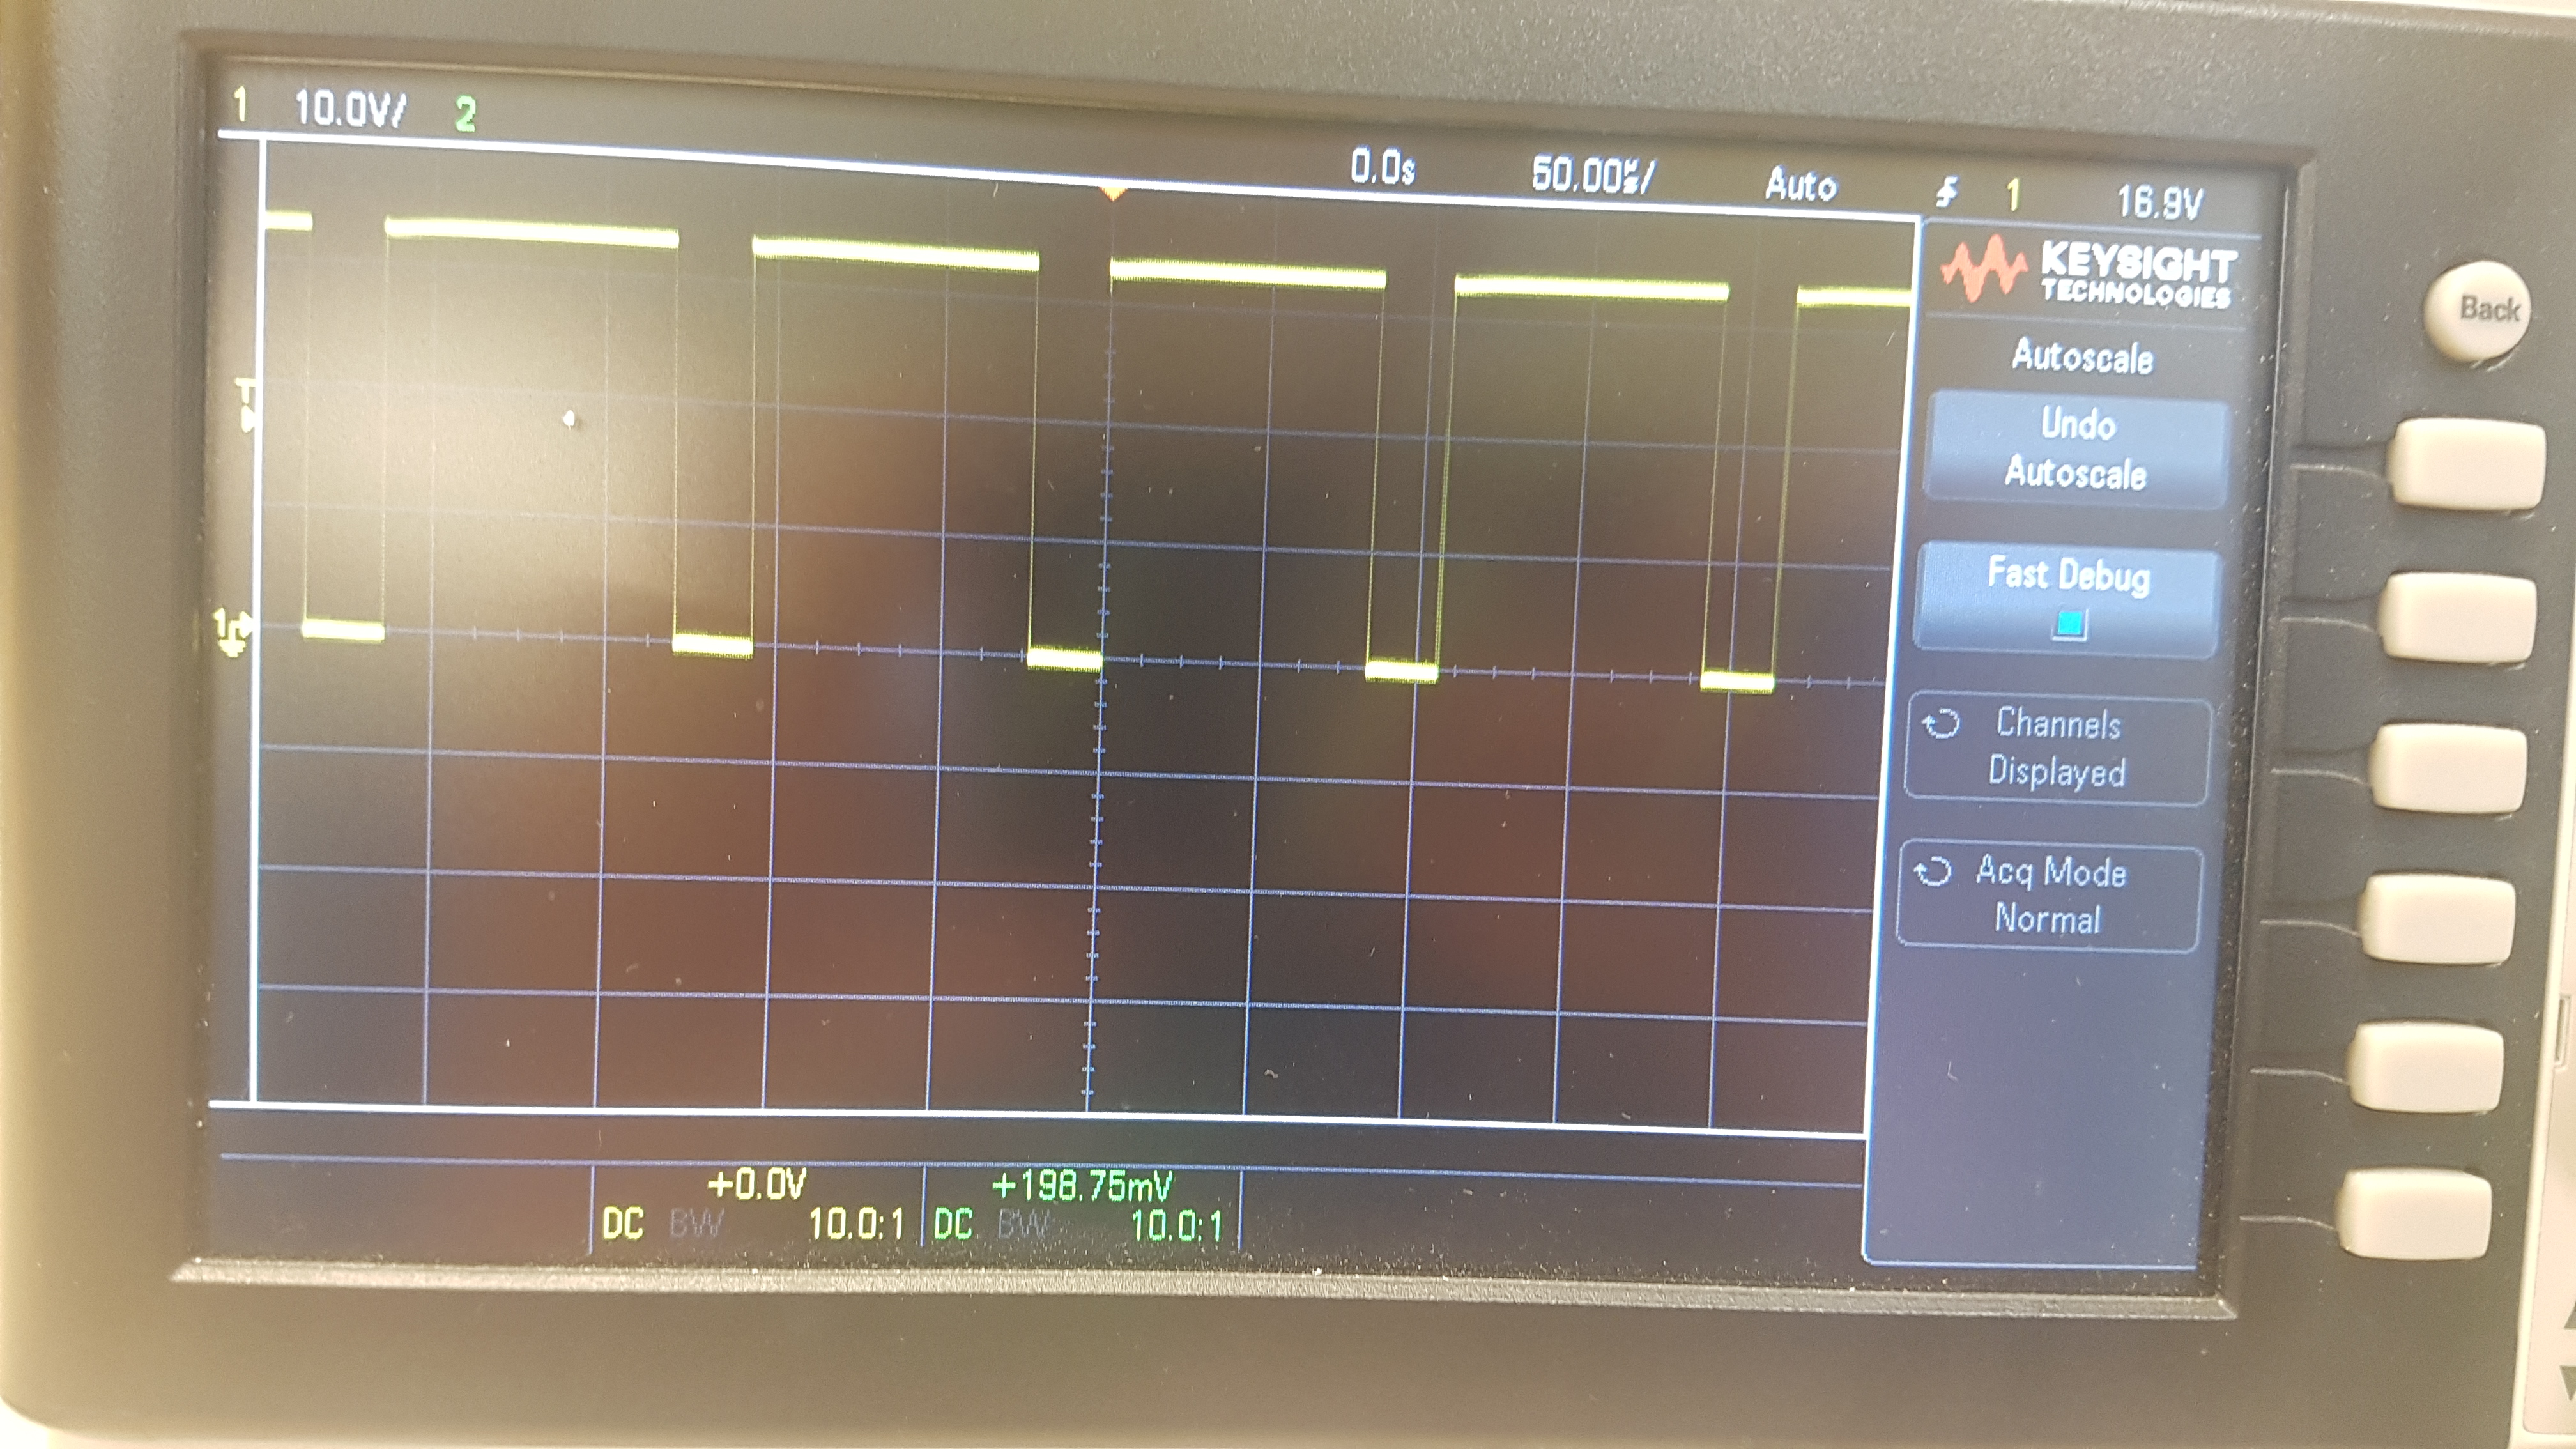 1 10.0V/ 2 0.0s 50.00µs/ Auto 1 16.9V
KEYSIGHT
TECHNOLOGIES
Autoscale
Back
Undo
Autoscale
T
Fast Debug
1
Channels
Displayed
Acq Mode
Normal
+0.0V +198.75mV
DC BW 10.0:1 DC BW 10.0:1